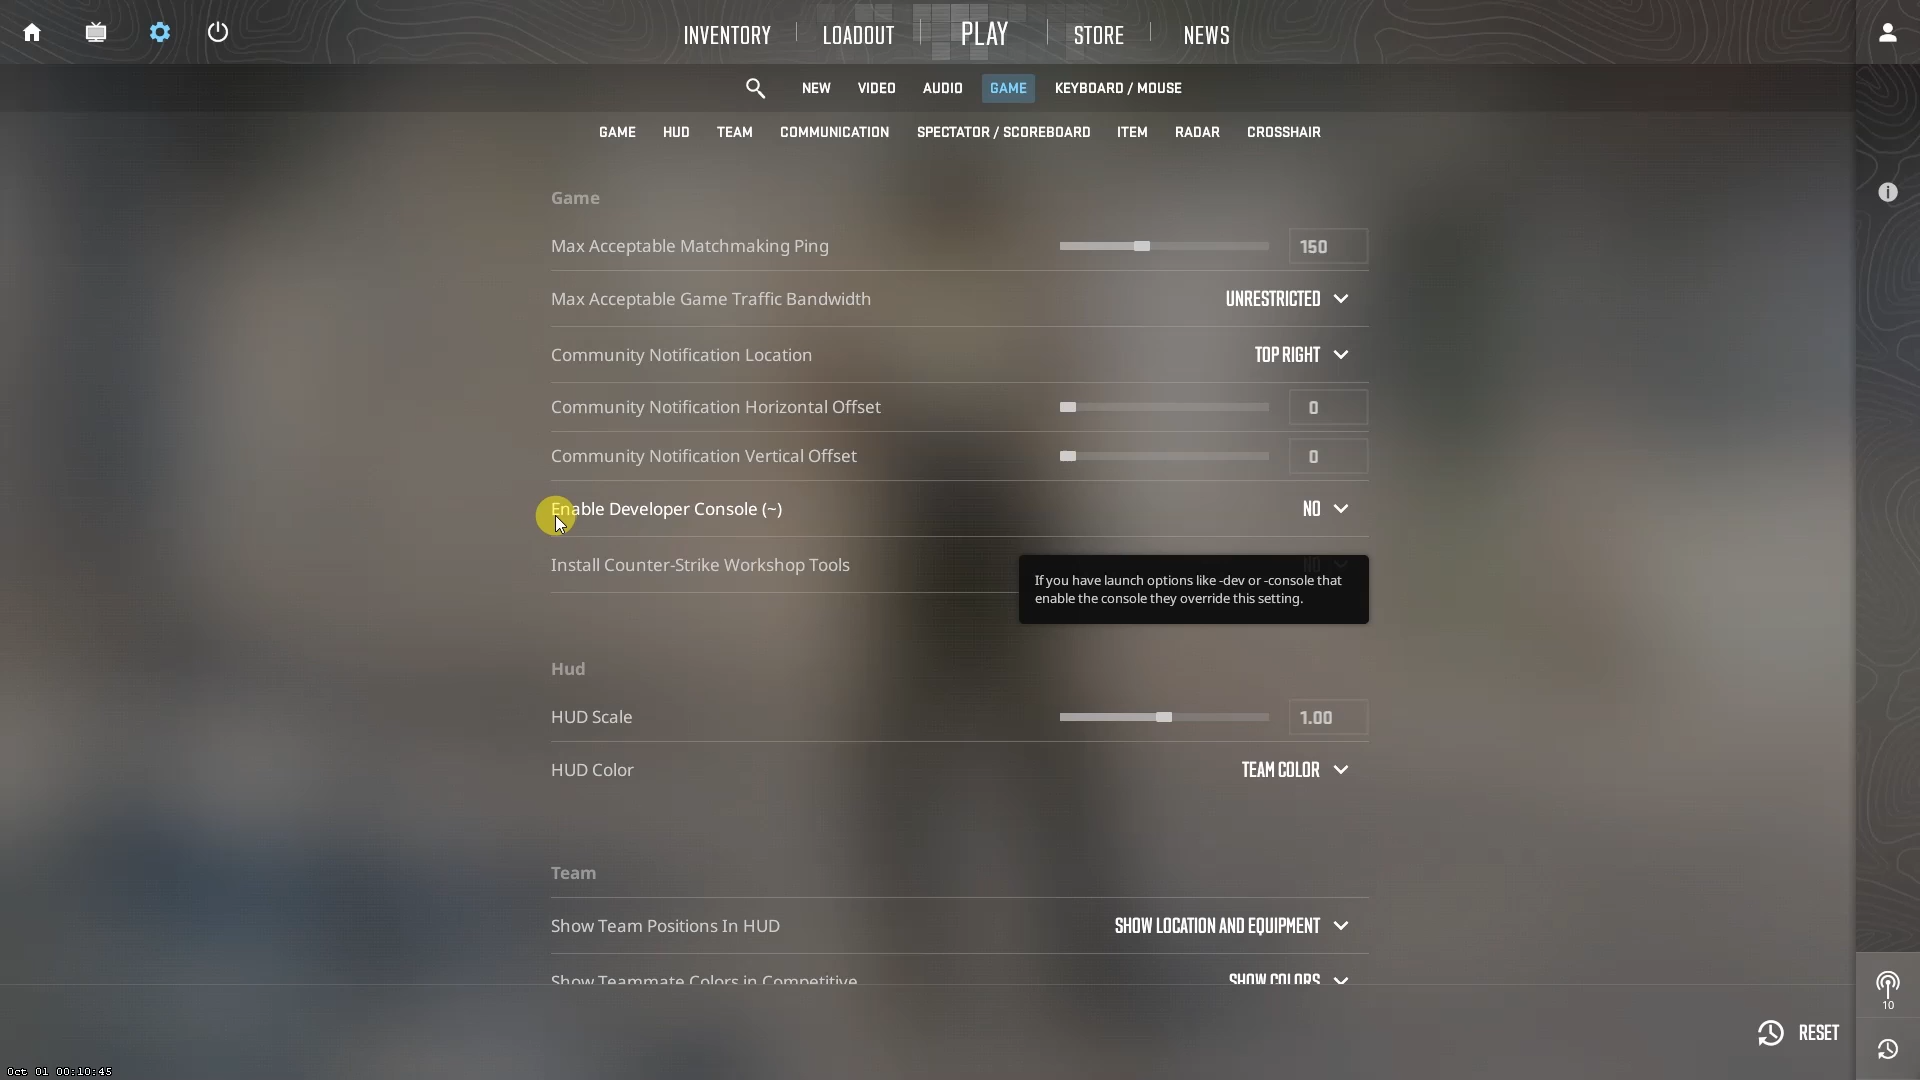 INVENTORY
LOADOUT
PLAY
STORE
NEWS
NEW
VIDEO
AUDIO
GAME
KEYBOARD / MOUSE
GAME
HUD
TEAM
COMMUNICATION
SPECTATOR / SCOREBOARD
ITEM
RADAR
CROSSHAIR
Game
Max Acceptable Matchmaking Ping
150
Max Acceptable Game Traffic Bandwidth
UNRESTRICTED
Community Notification Location
TOP RIGHT
Community Notification Horizontal Offset
0
Community Notification Vertical Offset
0
Enable Developer Console (~)
NO
Install Counter-Strike Workshop Tools
NO
If you have launch options like -dev or -console that
enable the console they override this setting.
Hud
HUD Scale
1.00
HUD Color
TEAM COLOR
Team
Show Team Positions In HUD
SHOW LOCATION AND EQUIPMENT
Show Teammate Colors in Competitive
SHOW COLORS
10
RESET
Oct 01 00:10:45